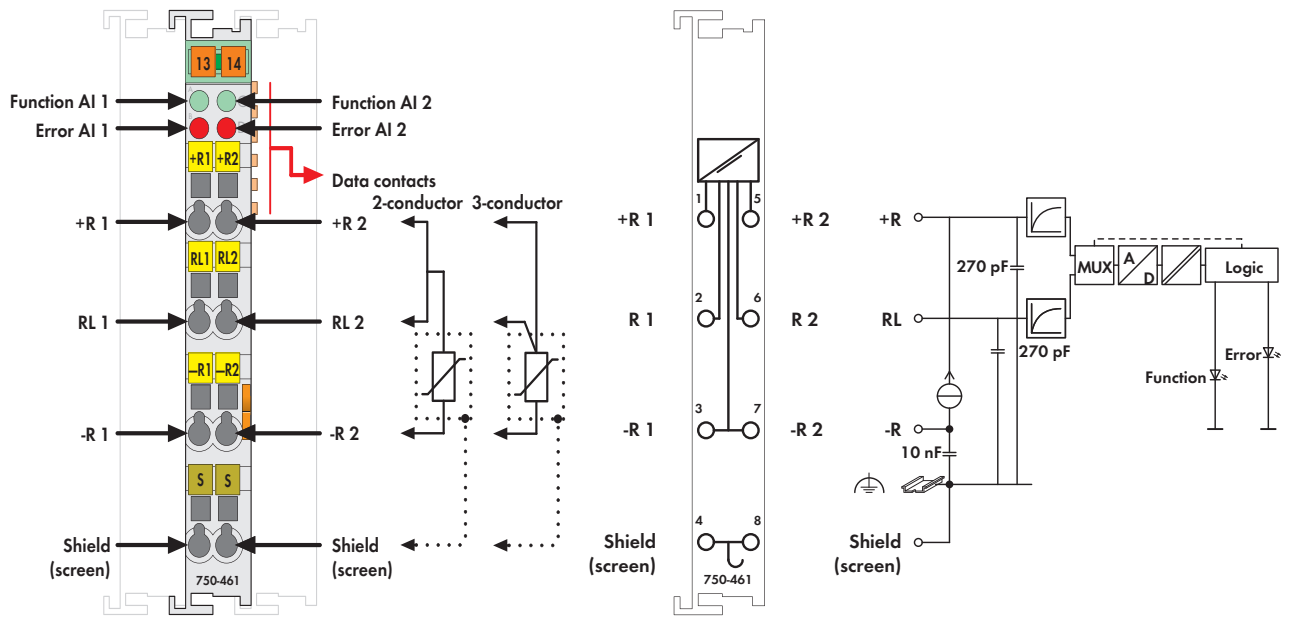 13 14
A C
Function AI 1
Function AI 2
B D
Error AI 1
Error AI 2
+R1 +R2
Data contacts
2-conductor 3-conductor
+R 1
+R 2
RL1 RL2
RL 1
RL 2
—R1 —R2
-R 1
-R 2
S S
Shield
(screen)
Shield
(screen)
750-461
1 5
+R 1
+R 2
2 6
R 1
R 2
3 7
-R 1
-R 2
4 8
Shield
(screen)
750-461
+R
270 pF
MUX
A
D
Logic
RL
270 pF
Error
Function
-R
10 nF
Shield
(screen)